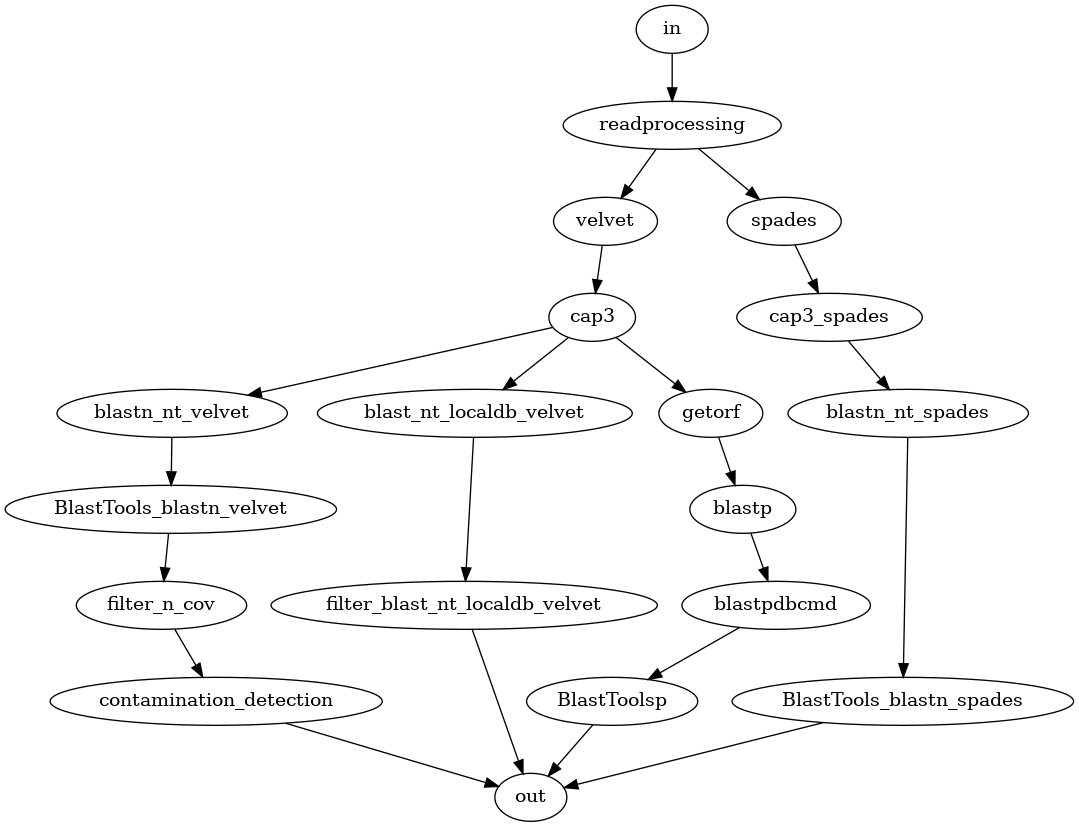 in
readprocessing
velvet
spades
cap3
cap3_spades
blastn_nt_velvet
blast_nt_localdb_velvet
getorf
blastn_nt_spades
BlastTools_blastn_velvet
blastp
filter_n_cov
filter_blast_nt_localdb_velvet
blastpdbcmd
contamination_detection
BlastToolsp
BlastTools_blastn_spades
out